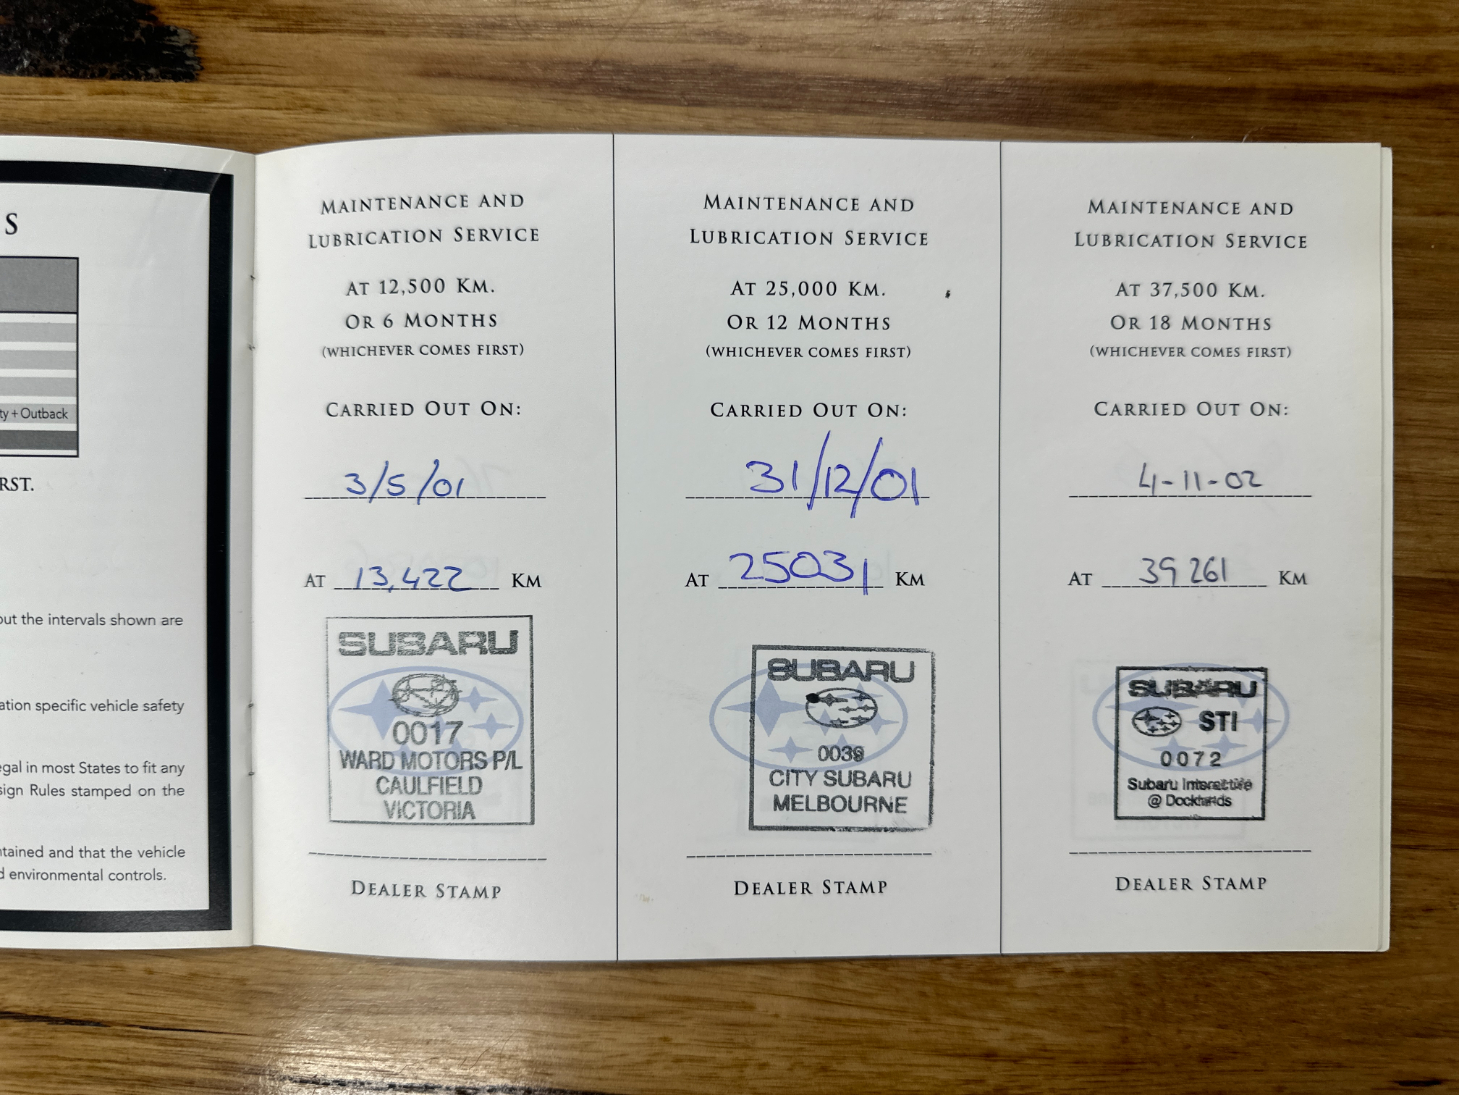 S
ty + Outback
RST.
out the intervals shown are
ation specific vehicle safety
egal in most States to fit any
sign Rules stamped on the
ntained and that the vehicle
d environmental controls.
MAINTENANCE AND
LUBRICATION SERVICE
AT 12,500 KM.
OR 6 MONTHS
(WHICHEVER COMES FIRST)
CARRIED OUT ON:
3/5/01
AT 13,422 KM
SUBARU
0017
WARD MOTORS P/L
CAULFIELD
VICTORIA
DEALER STAMP
MAINTENANCE AND
LUBRICATION SERVICE
AT 25,000 KM.
OR 12 MONTHS
(WHICHEVER COMES FIRST)
CARRIED OUT ON:
31/12/01
AT 25031 KM
SUBARU
0039
CITY SUBARU
MELBOURNE
DEALER STAMP
MAINTENANCE AND
LUBRICATION SERVICE
AT 37,500 KM.
OR 18 MONTHS
(WHICHEVER COMES FIRST)
CARRIED OUT ON:
4-11-02
AT 39 261 KM
SUBARU
STI
0072
Subaru Interactive
@ Docklands
DEALER STAMP